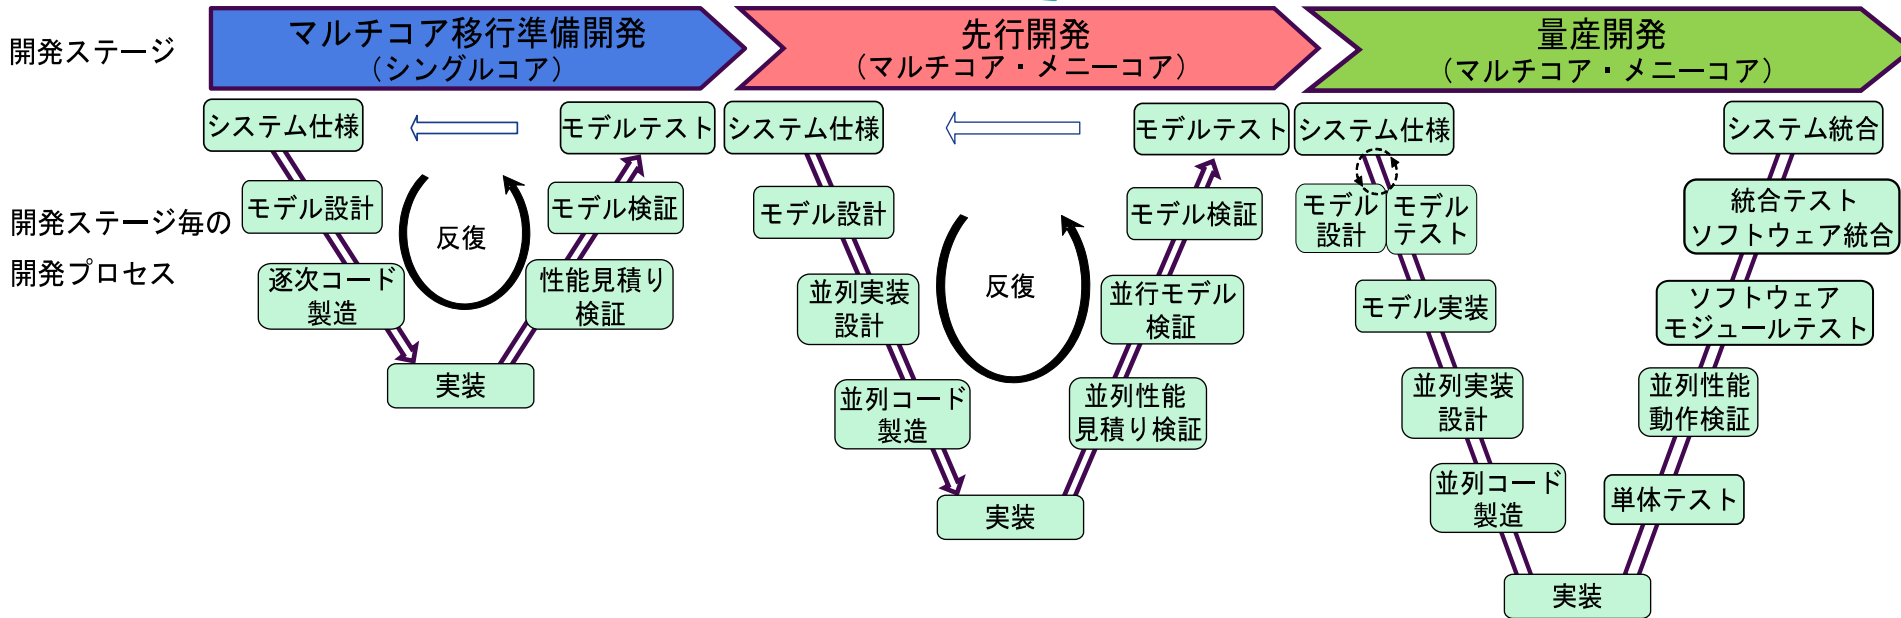 開発ステージ
マルチコア移行準備開発
（シングルコア）
先行開発
（マルチコア・メニーコア）
量産開発
（マルチコア・メニーコア）
開発ステージ毎の
開発プロセス
システム仕様
モデル設計
逐次コード
製造
実装
性能見積り
検証
モデル検証
モデルテスト
反復
システム仕様
モデル設計
並列実装
設計
並列コード
製造
実装
並列性能
見積り検証
並行モデル
検証
モデル検証
モデルテスト
反復
システム仕様
モデル
設計
モデル
テスト
モデル実装
並列実装
設計
並列コード
製造
実装
単体テスト
並列性能
動作検証
ソフトウェア
モジュールテスト
統合テスト
ソフトウェア統合
システム統合